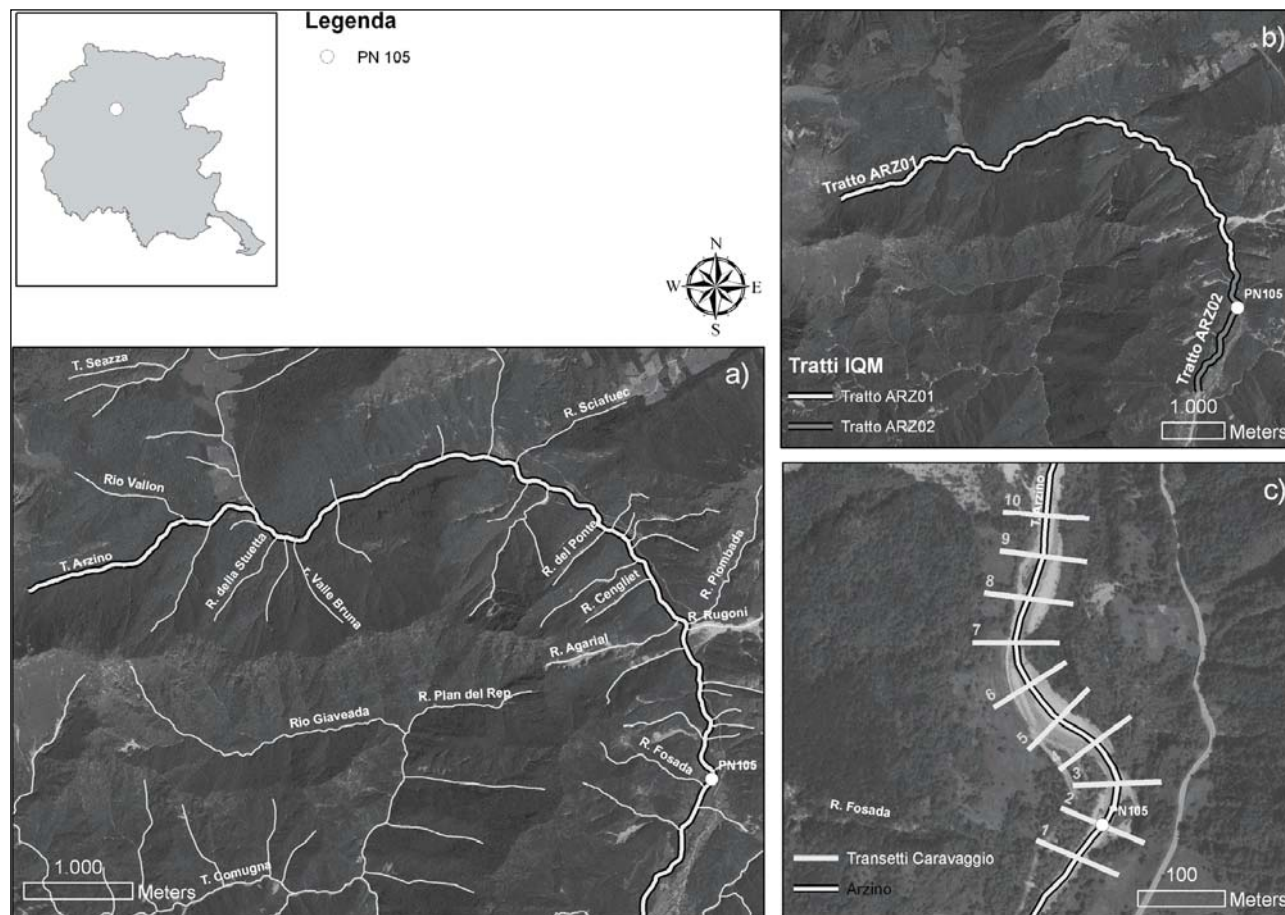 Legenda
PN 105
N
W
E
S
a)
T. Seazza
R. Sciafuec
Rio Vallon
T. Arzino
R. della Stuetta
r. Valle Bruna
R. del Ponte
R. Cengliet
R. Plombada
R. Rugoni
R. Agarial
R. Plan del Rep
Rio Giaveada
R. Fosada
PN105
T. Comugna
1.000
Meters
b)
Tratto ARZ01
PN105
Tratto ARZ02
Tratti IQM
Tratto ARZ01
Tratto ARZ02
1.000
Meters
c)
T. Arzino
10
9
8
7
6
5
3
2
PN105
1
R. Fosada
Transetti Caravaggio
Arzino
100
Meters